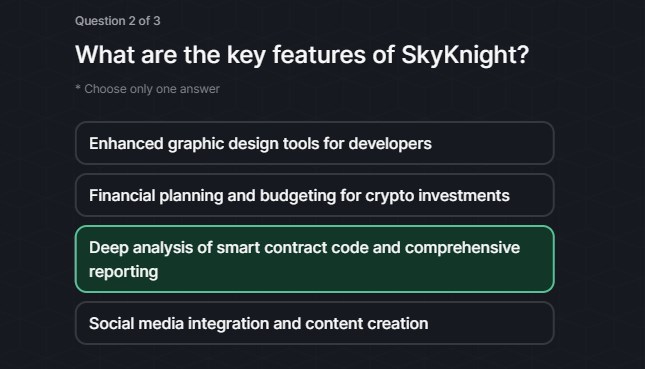 Question 2 of 3
What are the key features of SkyKnight?
* Choose only one answer
Enhanced graphic design tools for developers
Financial planning and budgeting for crypto investments
Deep analysis of smart contract code and comprehensive
reporting
Social media integration and content creation